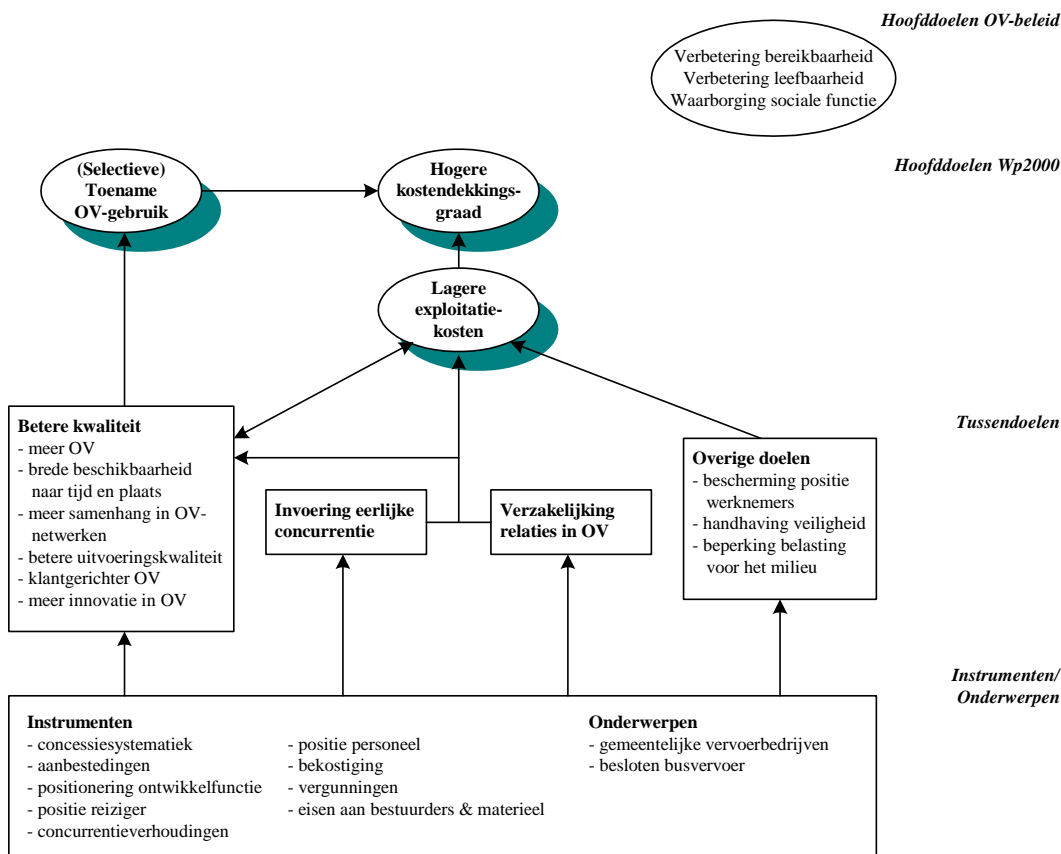 Hoofddoelen OV-beleid
Verbetering bereikbaarheid
Verbetering leefbaarheid
Waarborging sociale functie
Hoofddoelen Wp2000
(Selectieve)
Toename
OV-gebruik
Hogere
kostendekkings-
graad
Lagere
exploitatie-
kosten
Tussendoelen
Betere kwaliteit
- meer OV
- brede beschikbaarheid
naar tijd en plaats
- meer samenhang in OV-
netwerken
- betere uitvoeringskwaliteit
- klantgerichter OV
- meer innovatie in OV
Invoering eerlijke
concurrentie
Verzakelijking
relaties in OV
Overige doelen
- bescherming positie
werknemers
- handhaving veiligheid
- beperking belasting
voor het milieu
Instrumenten/
Onderwerpen
Instrumenten
- concessiesystematiek
- aanbestedingen
- positionering ontwikkelfunctie
- positie reiziger
- concurrentieverhoudingen
- positie personeel
- bekostiging
- vergunningen
- eisen aan bestuurders & materieel
Onderwerpen
- gemeentelijke vervoerbedrijven
- besloten busvervoer